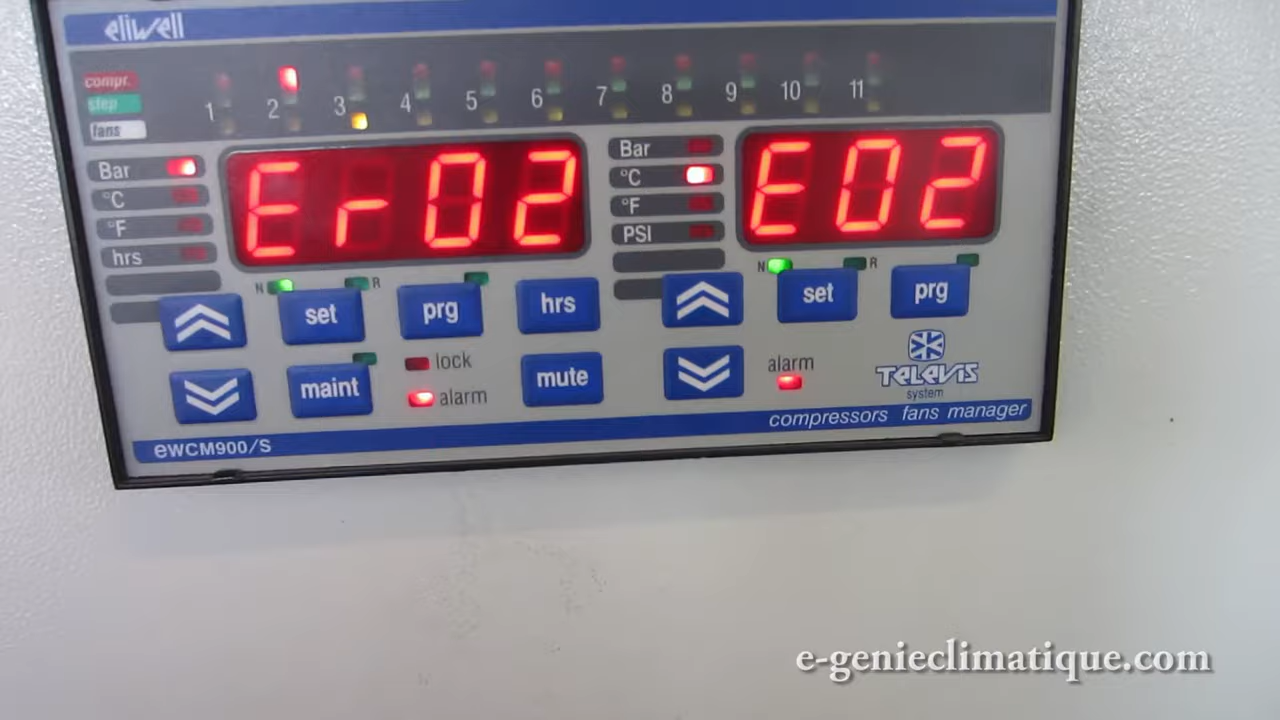 eliwell
compr.
step
fans
1 2 3 4 5 6 7 8 9 10 11
Bar
°C
°F
hrs
Er02
Bar
°C
°F
PSI
E02
N R
set
prg
hrs
maint
lock
alarm
mute
N R
set
prg
alarm
TELEVIS
system
compressors fans manager
eWCM900/S
e-genieclimatique.com